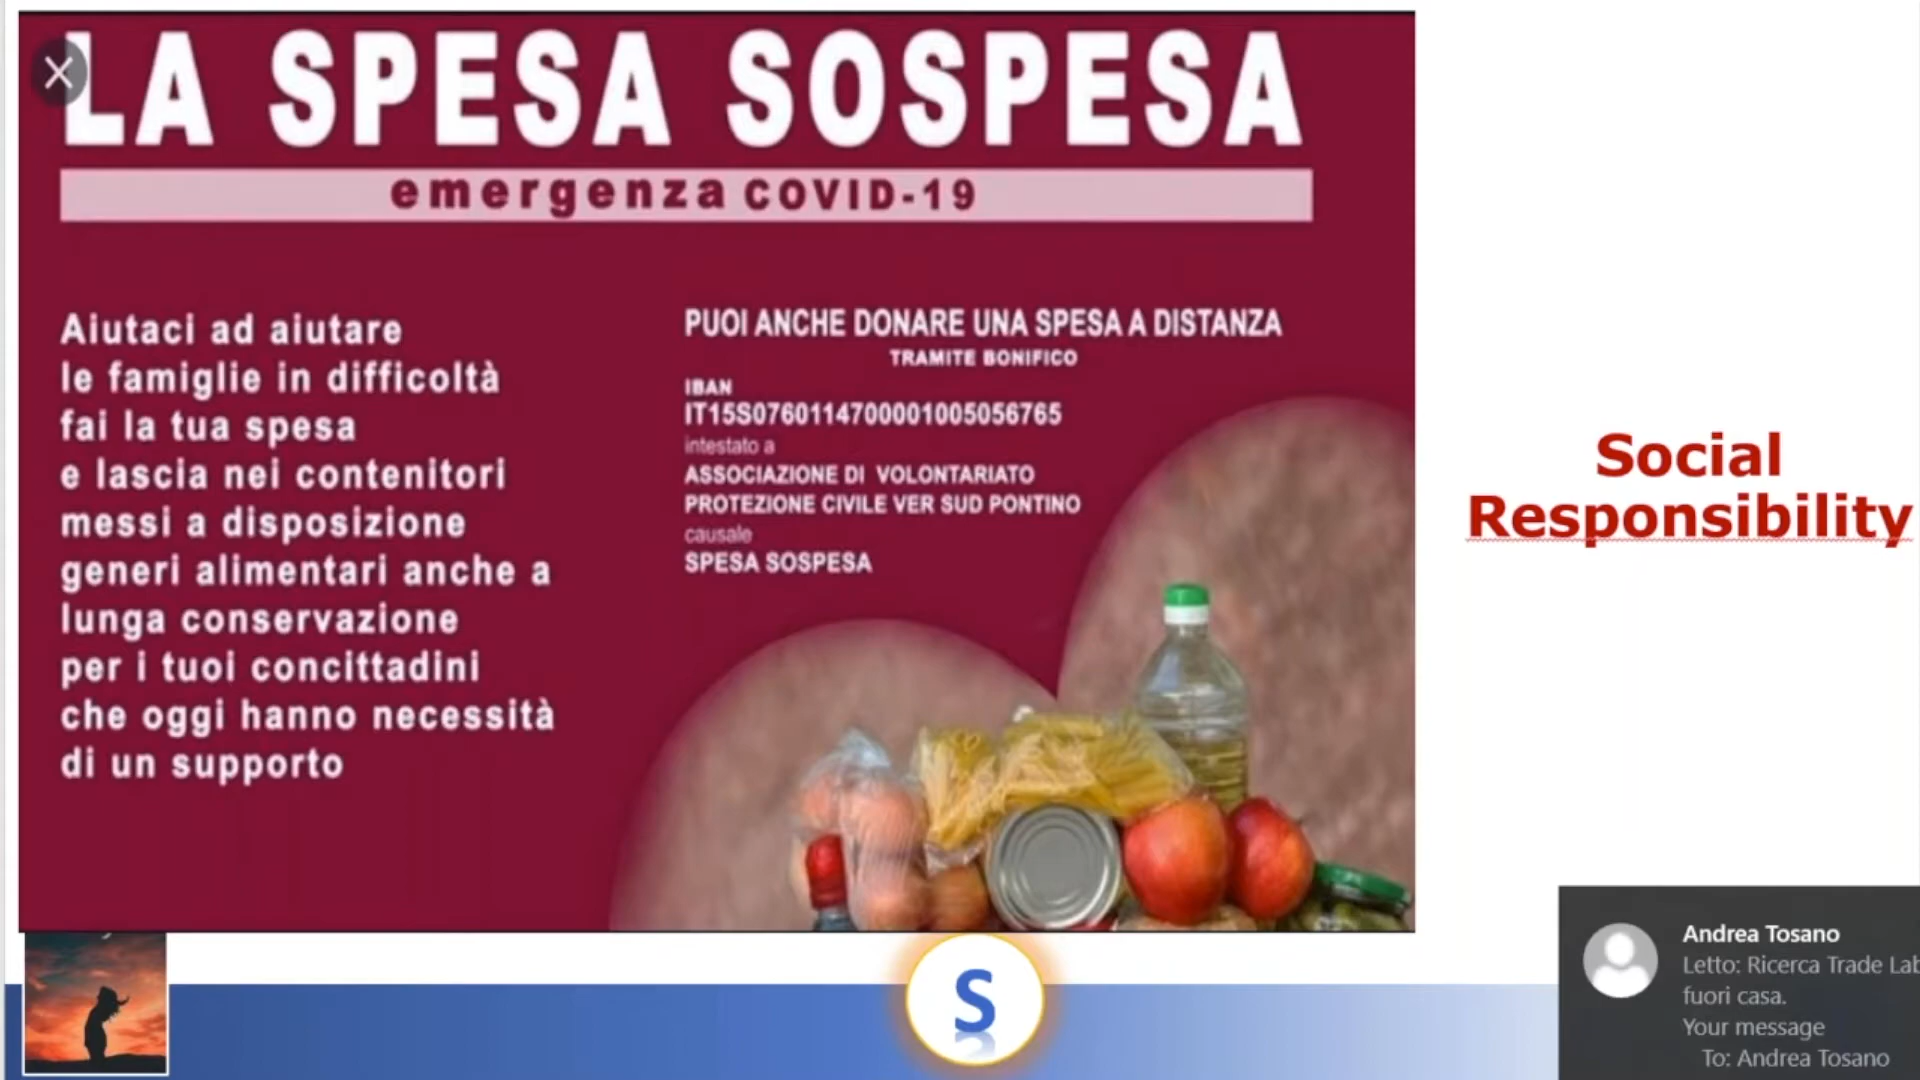 LA SPESA SOSPESA
emergenza COVID-19
Aiutaci ad aiutare
le famiglie in difficoltà
fai la tua spesa
e lascia nei contenitori
messi a disposizione
generi alimentari anche a
lunga conservazione
per i tuoi concittadini
che oggi hanno necessità
di un supporto
PUOI ANCHE DONARE UNA SPESA A DISTANZA
TRAMITE BONIFICO
IBAN
IT15S0760114700001005056765
intestato a
ASSOCIAZIONE DI VOLONTARIATO
PROTEZIONE CIVILE VER SUD PONTINO
causale
SPESA SOSPESA
Social
Responsibility
S
Andrea Tosano
Letto: Ricerca Trade Lab
fuori casa.
Your message
To: Andrea Tosano